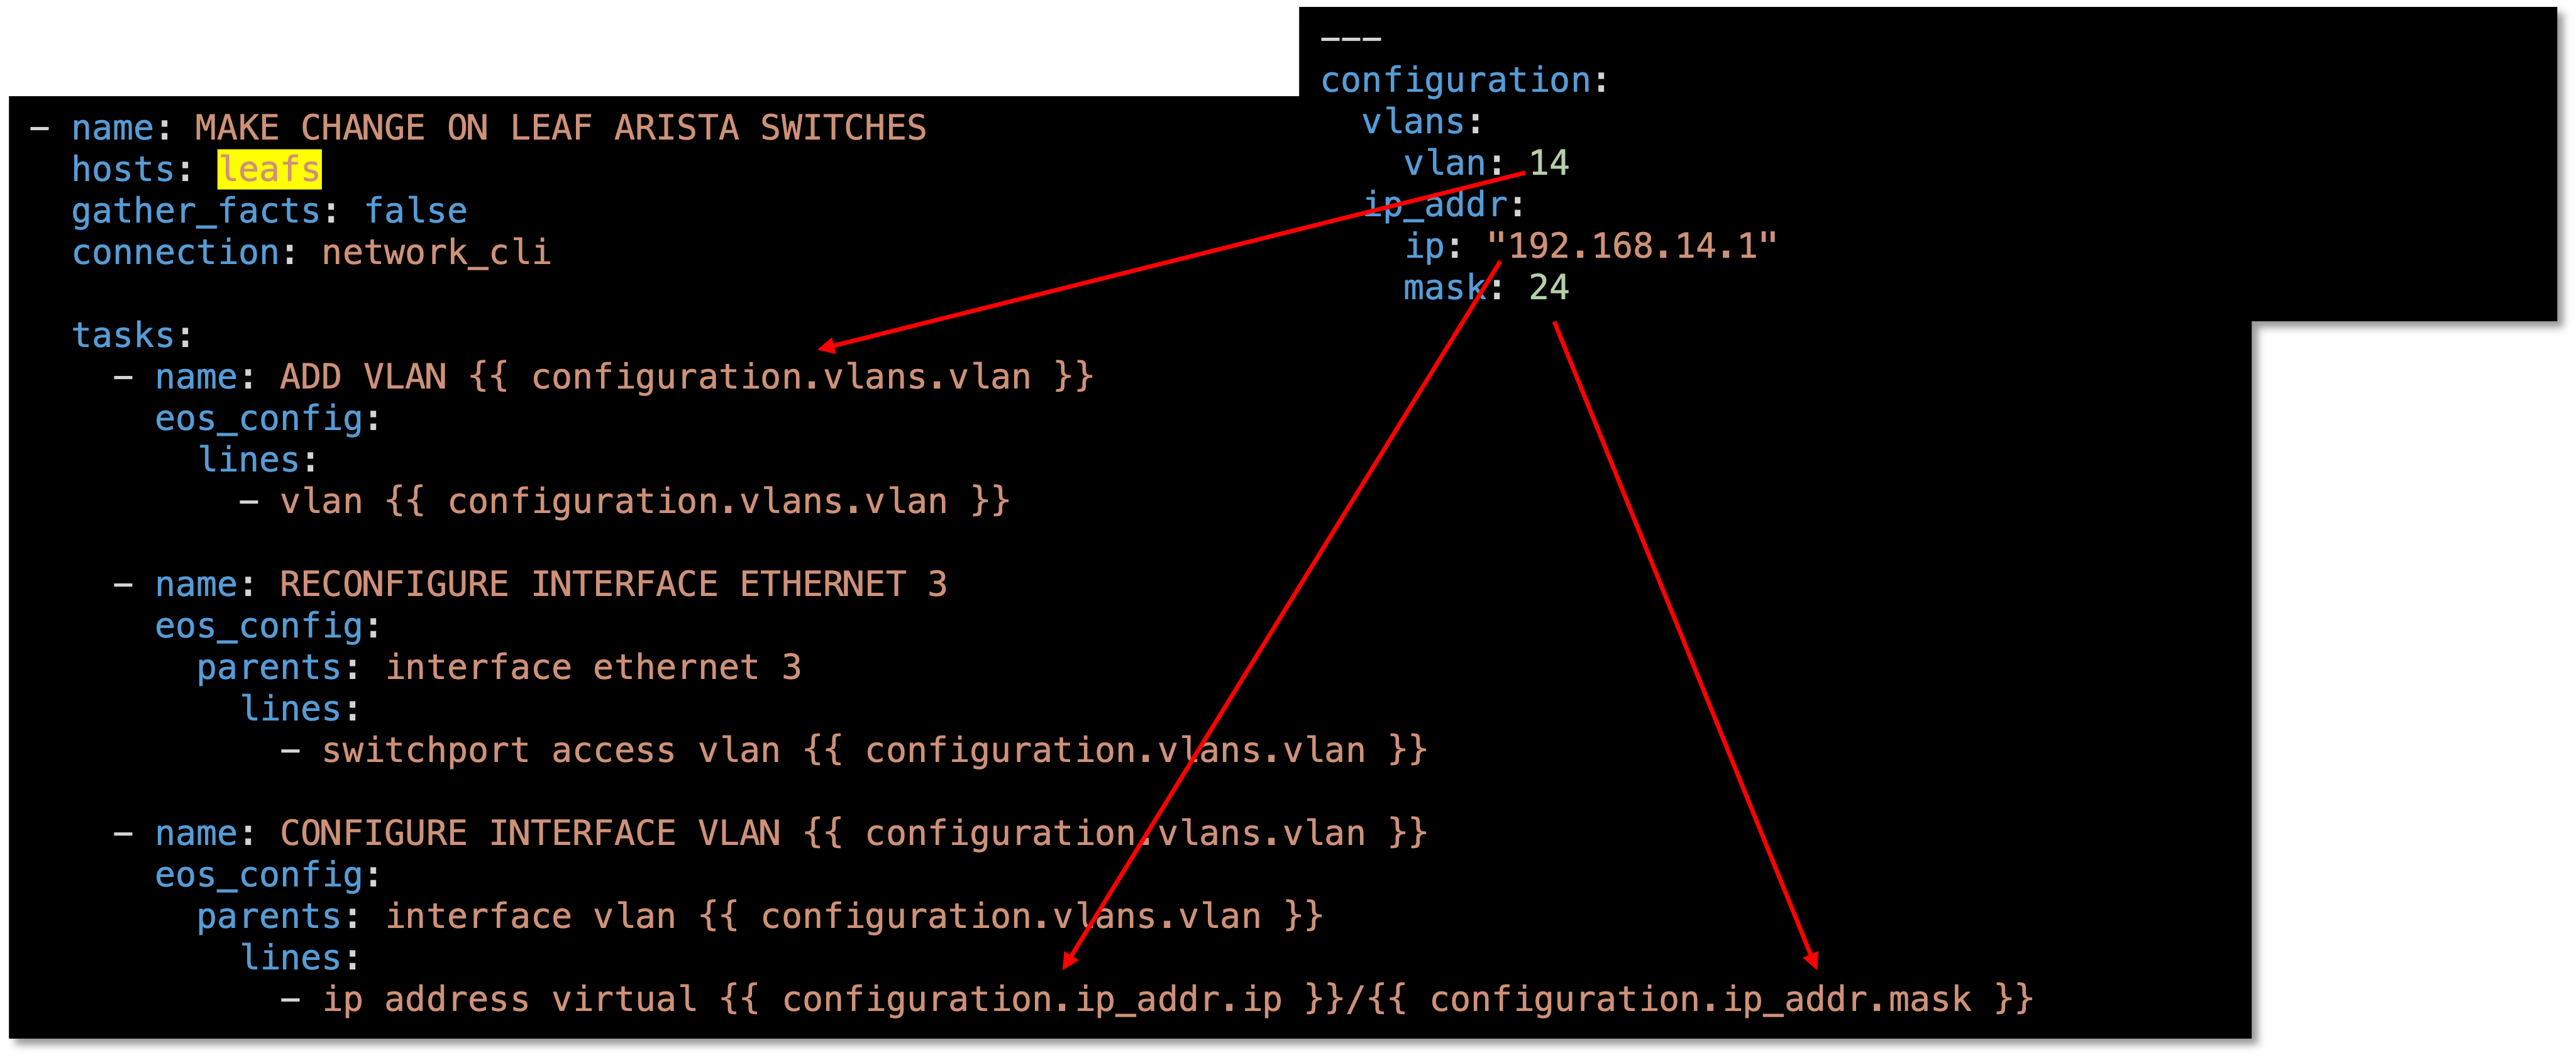 ---
configuration:
  vlans:
    vlan: 14
  ip_addr:
    ip: "192.168.14.1"
    mask: 24
- name: MAKE CHANGE ON LEAF ARISTA SWITCHES
  hosts: leafs
  gather_facts: false
  connection: network_cli
  tasks:
    - name: ADD VLAN {{ configuration.vlans.vlan }}
      eos_config:
        lines:
          - vlan {{ configuration.vlans.vlan }}
    - name: RECONFIGURE INTERFACE ETHERNET 3
      eos_config:
        parents: interface ethernet 3
          lines:
            - switchport access vlan {{ configuration.vlans.vlan }}
    - name: CONFIGURE INTERFACE VLAN {{ configuration.vlans.vlan }}
      eos_config:
        parents: interface vlan {{ configuration.vlans.vlan }}
          lines:
            - ip address virtual {{ configuration.ip_addr.ip }}/{{ configuration.ip_addr.mask }}